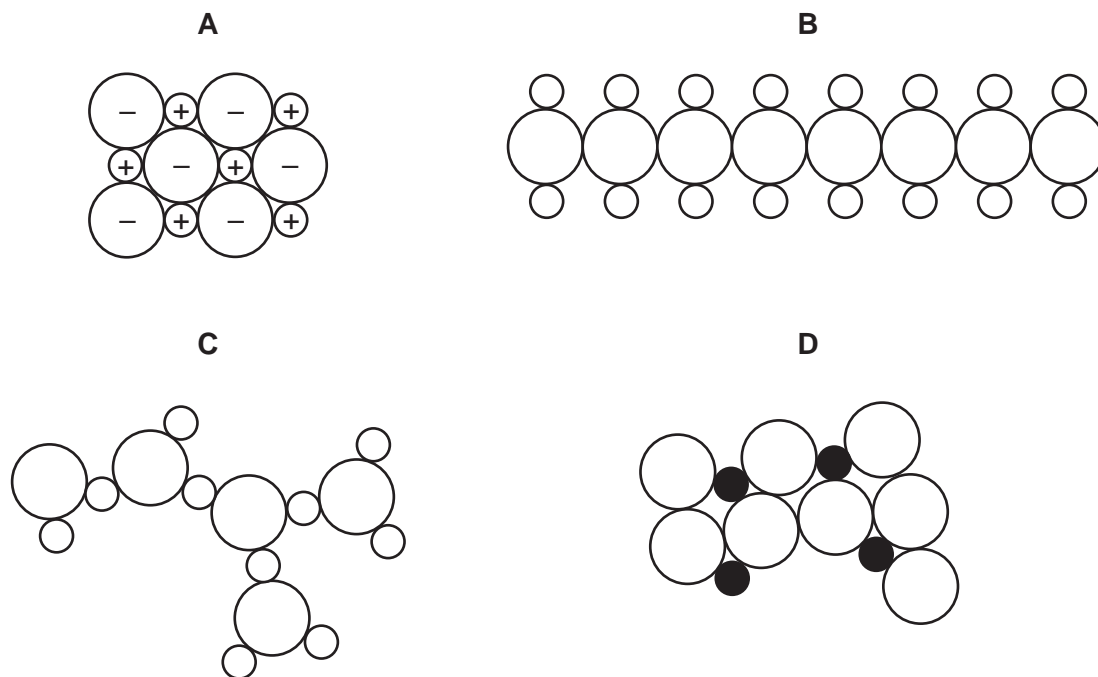 A
B
− + − +
+ − + −
− + − +
C
D